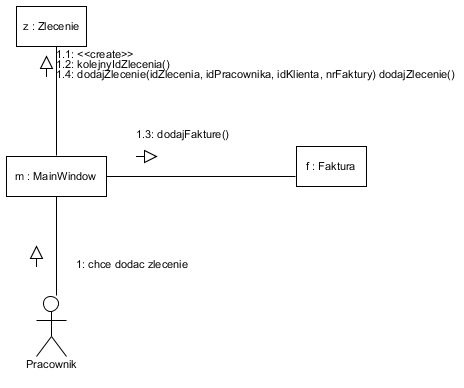 z : Zlecenie
1.1: <<create>>
1.2: kolejnyIdZlecenia()
1.4: dodajZlecenie(idZlecenia, idPracownika, idKlienta, nrFaktury) dodajZlecenie()
1.3: dodajFakture()
m : MainWindow
f : Faktura
1: chce dodac zlecenie
Pracownik